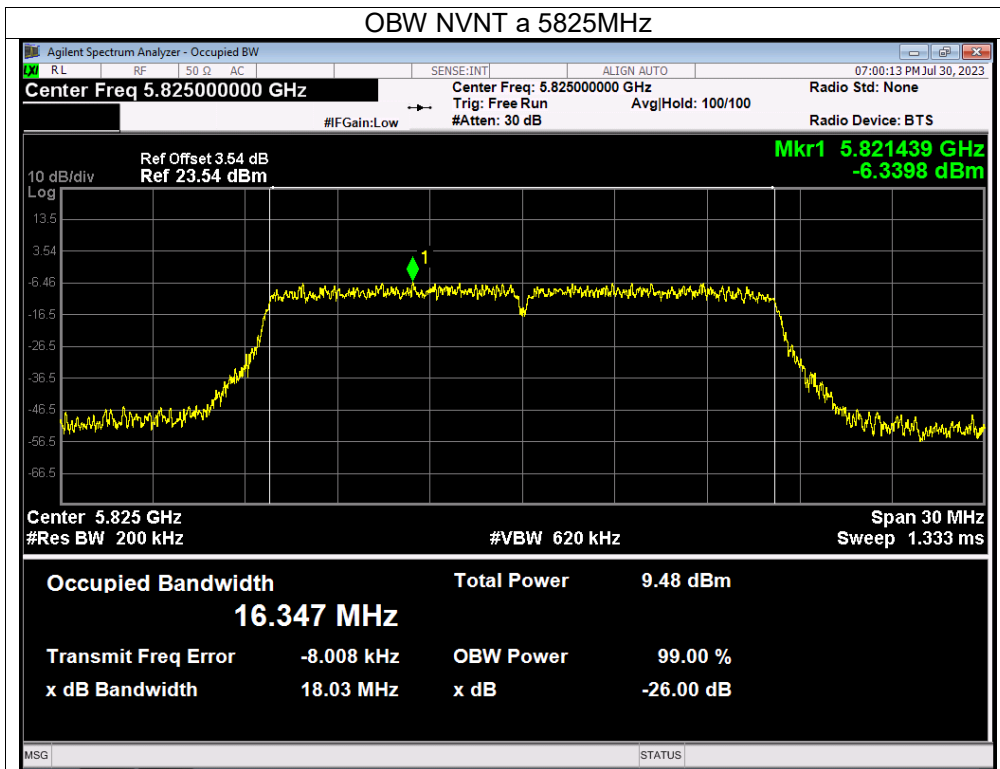 OBW NVNT a 5825MHz
Agilent Spectrum Analyzer - Occupied BW
LXI RL RF 50 Ω AC SENSE:INT ALIGN AUTO 07:00:13 PM Jul 30, 2023
Center Freq 5.825000000 GHz Center Freq: 5.825000000 GHz Radio Std: None
Trig: Free Run Avg|Hold: 100/100
#IFGain:Low #Atten: 30 dB Radio Device: BTS
Mkr1 5.821439 GHz
Ref Offset 3.54 dB
10 dB/div Ref 23.54 dBm -6.3398 dBm
Log
13.5
3.54
1
-6.46
-16.5
-26.5
-36.5
-46.5
-56.5
-66.5
Center 5.825 GHz Span 30 MHz
#Res BW 200 kHz #VBW 620 kHz Sweep 1.333 ms
Occupied Bandwidth Total Power 9.48 dBm
16.347 MHz
Transmit Freq Error -8.008 kHz OBW Power 99.00 %
x dB Bandwidth 18.03 MHz x dB -26.00 dB
MSG STATUS